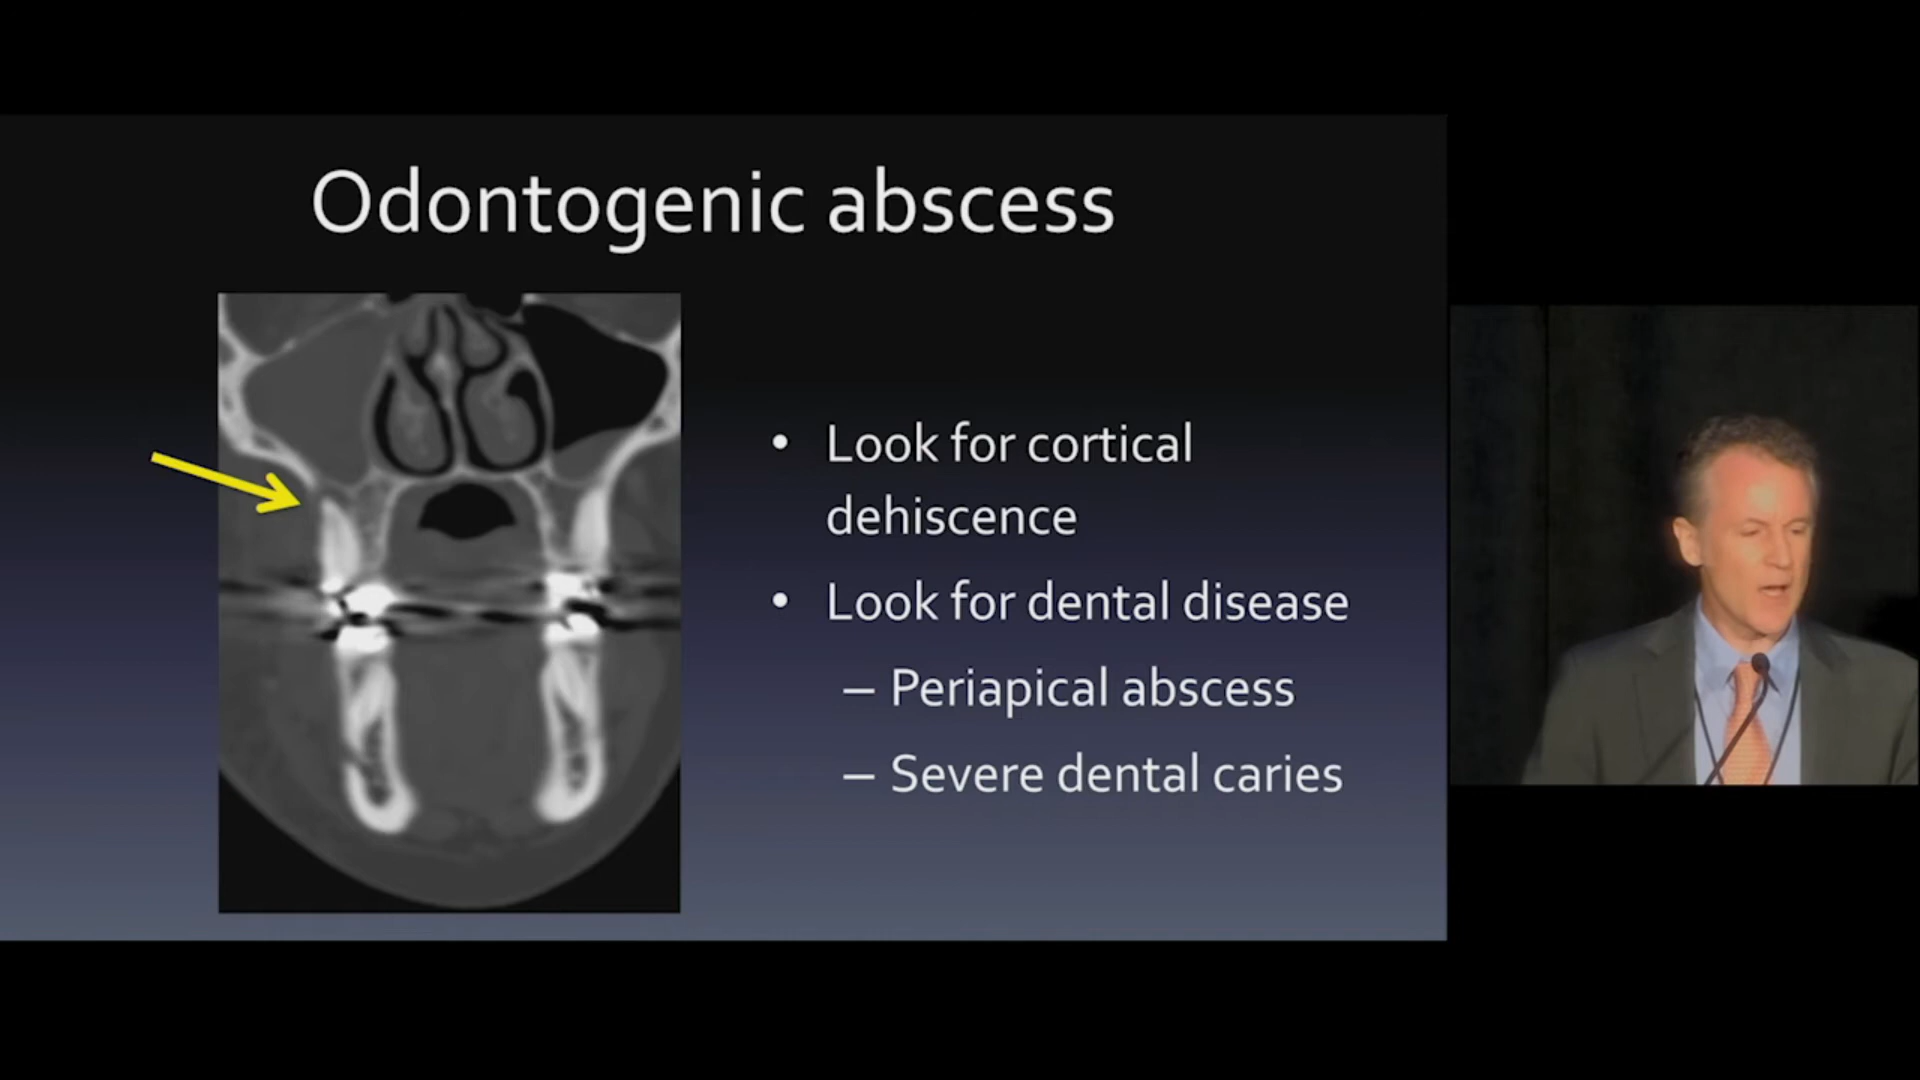 Odontogenic abscess
• Look for cortical
dehiscence
• Look for dental disease
– Periapical abscess
– Severe dental caries